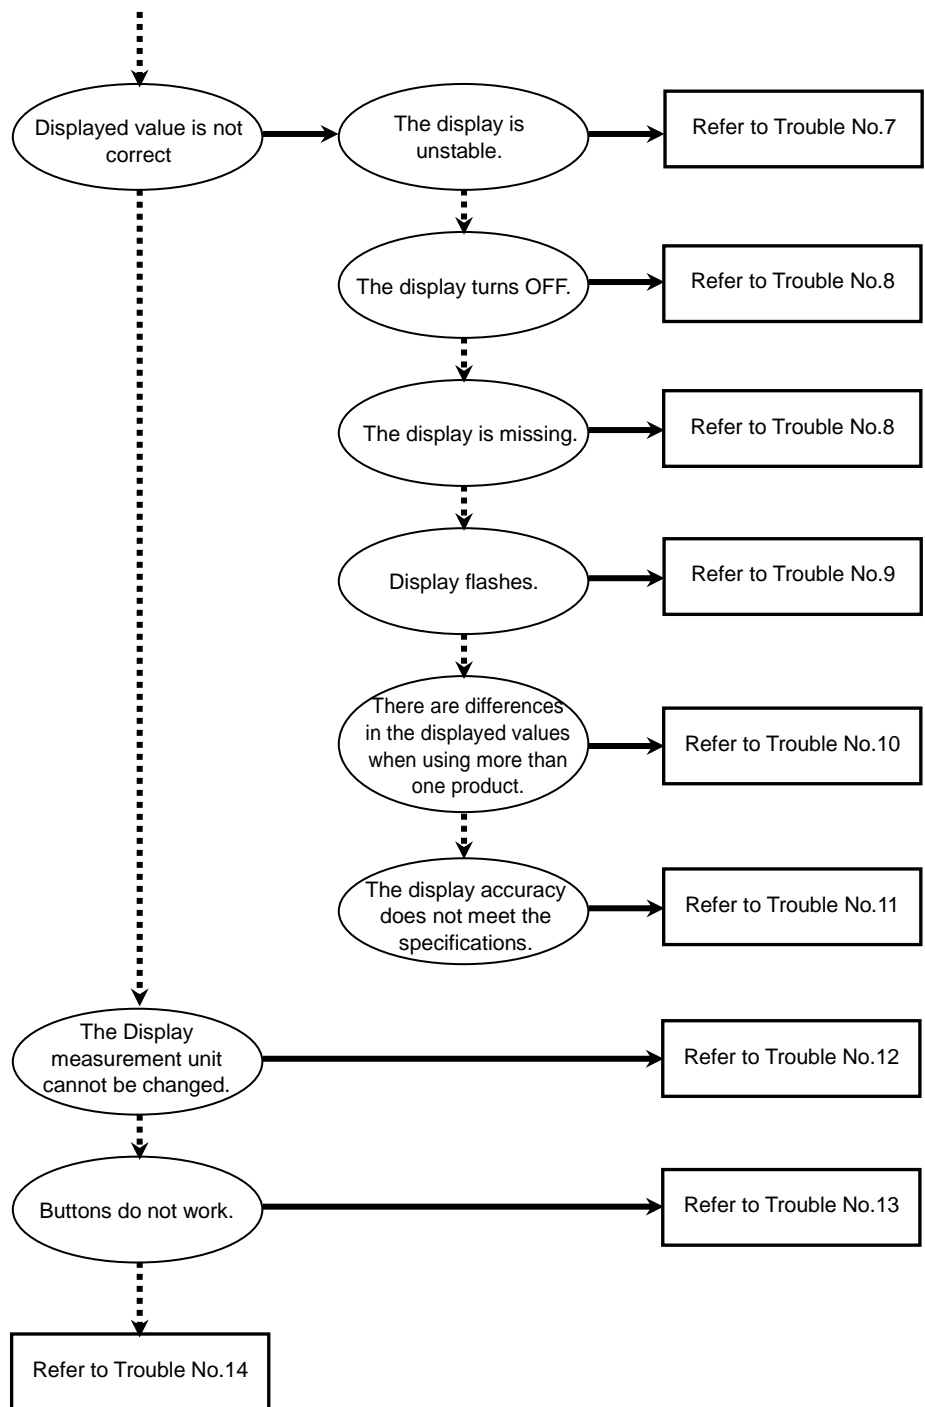 Displayed value is not
correct
The display is
unstable.
Refer to Trouble No.7
The display turns OFF.
Refer to Trouble No.8
The display is missing.
Refer to Trouble No.8
Display flashes.
Refer to Trouble No.9
There are differences
in the displayed values
when using more than
one product.
Refer to Trouble No.10
The display accuracy
does not meet the
specifications.
Refer to Trouble No.11
The Display
measurement unit
cannot be changed.
Refer to Trouble No.12
Buttons do not work.
Refer to Trouble No.13
Refer to Trouble No.14